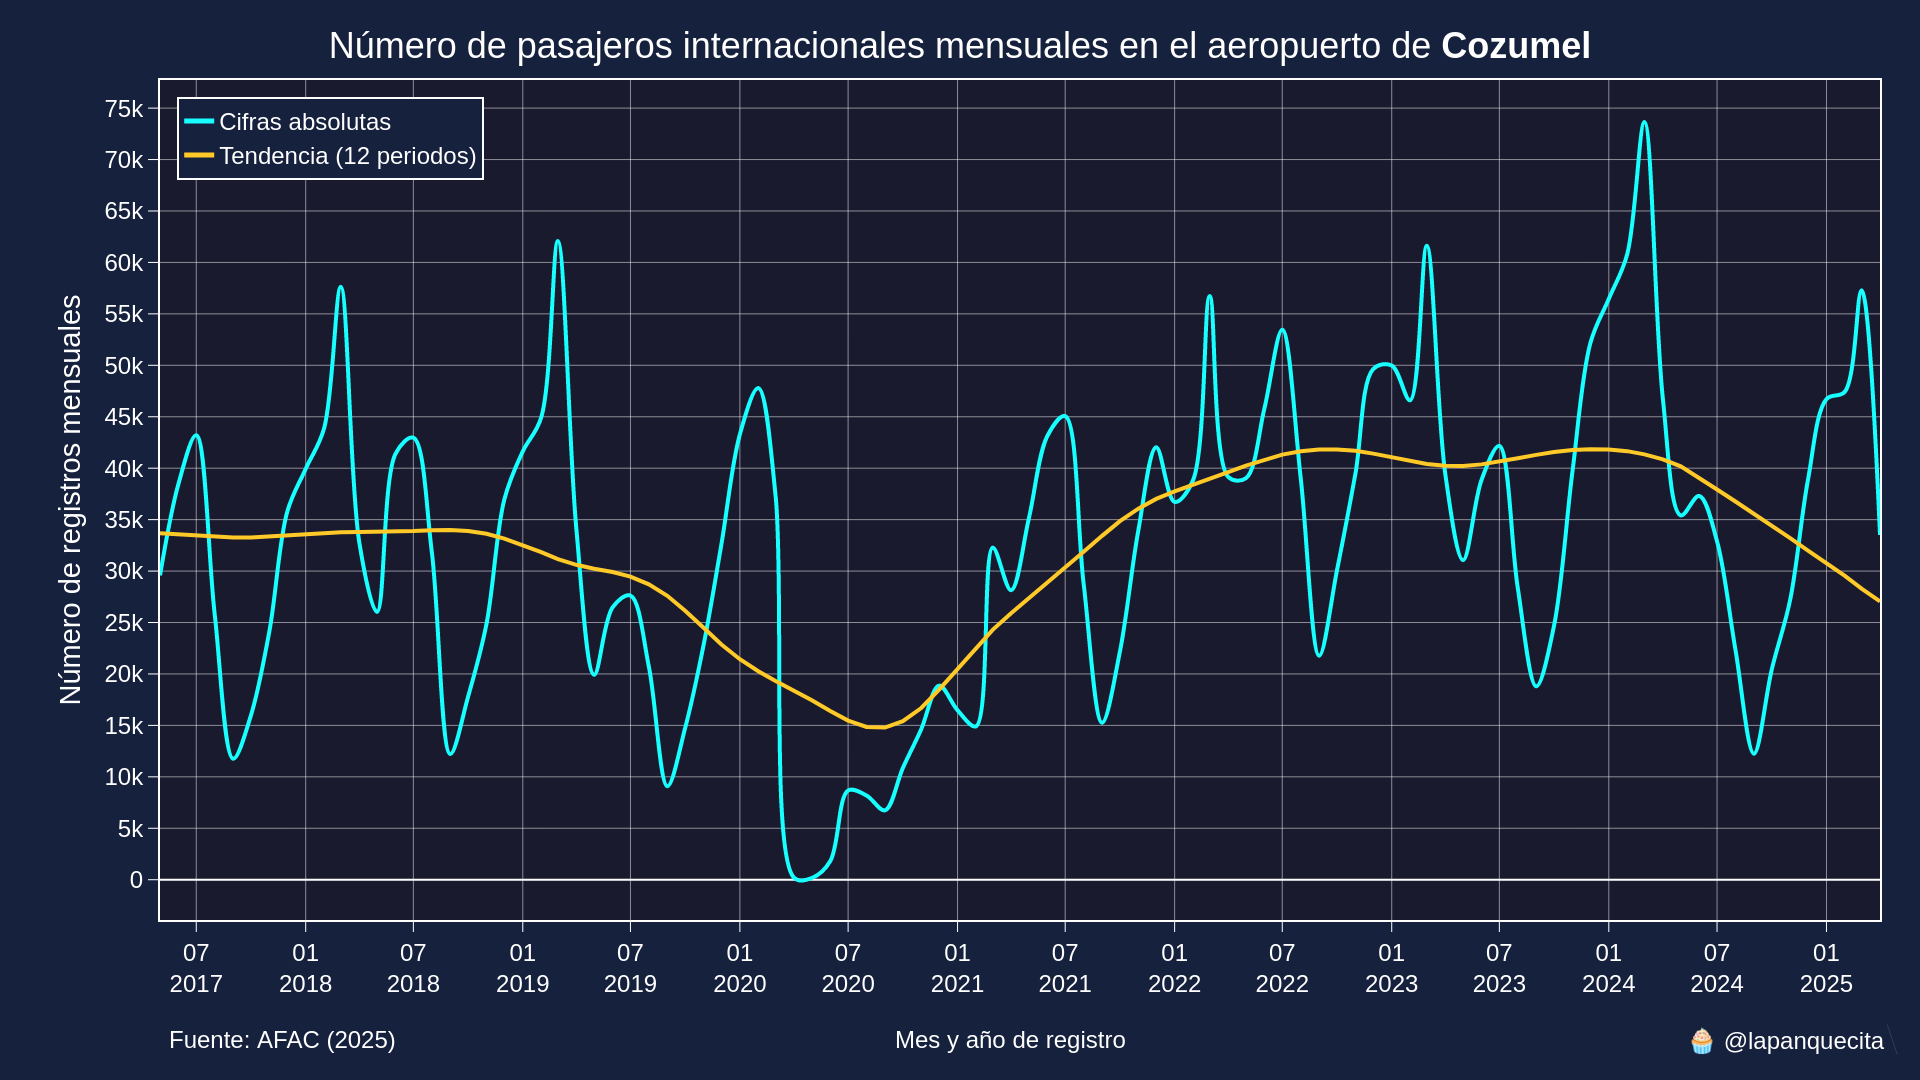 Número de pasajeros internacionales mensuales en el aeropuerto de Cozumel
Cifras absolutas
Tendencia (12 periodos)
Número de registros mensuales
75k
70k
65k
60k
55k
50k
45k
40k
35k
30k
25k
20k
15k
10k
5k
0
07 01 07 01 07 01 07 01 07 01 07 01 07 01 07 01
2017 2018 2018 2019 2019 2020 2020 2021 2021 2022 2022 2023 2023 2024 2024 2025
Fuente: AFAC (2025)
Mes y año de registro
🧁 @lapanquecita